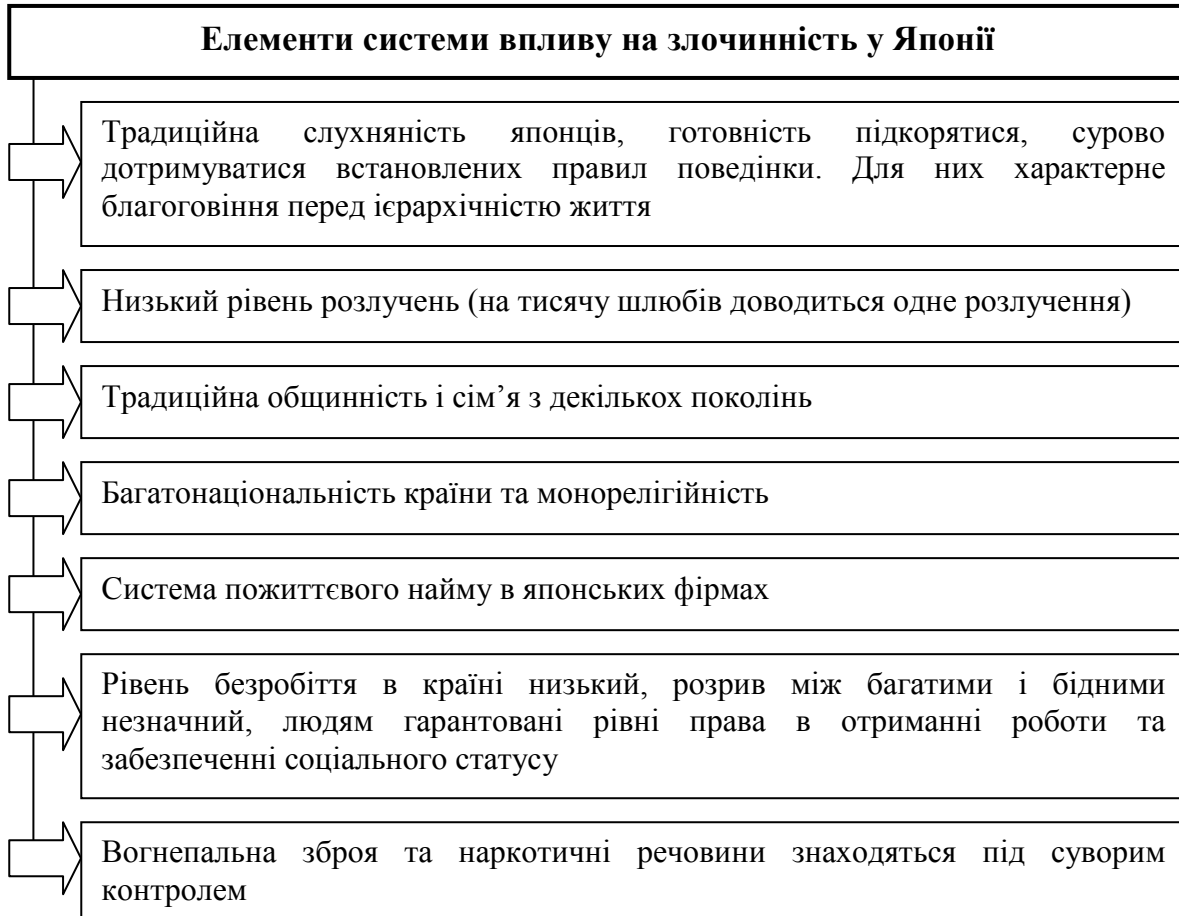 Елементи системи впливу на злочинність у Японії
Традиційна слухняність японців, готовність підкорятися, сурово
дотримуватися встановлених правил поведінки. Для них характерне
благоговіння перед ієрархічністю життя
Низький рівень розлучень (на тисячу шлюбів доводиться одне розлучення)
Традиційна общинність і сім’я з декількох поколінь
Багатонаціональність країни та монорелігійність
Система пожиттєвого найму в японських фірмах
Рівень безробіття в країні низький, розрив між багатими і бідними
незначний, людям гарантовані рівні права в отриманні роботи та
забезпеченні соціального статусу
Вогнепальна зброя та наркотичні речовини знаходяться під суворим
контролем